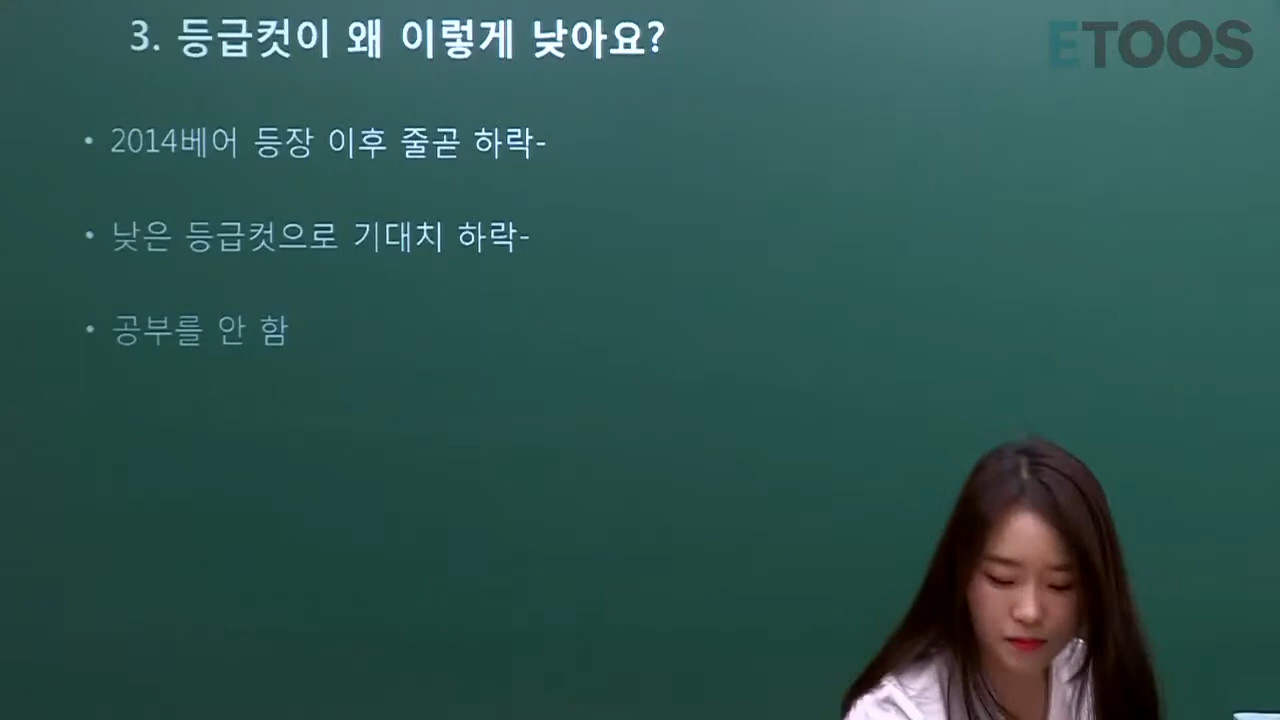 3. 등급컷이 왜 이렇게 낮아요?
ETOOS
• 2014베어 등장 이후 줄곧 하락-
• 낮은 등급컷으로 기대치 하락-
• 공부를 안 함